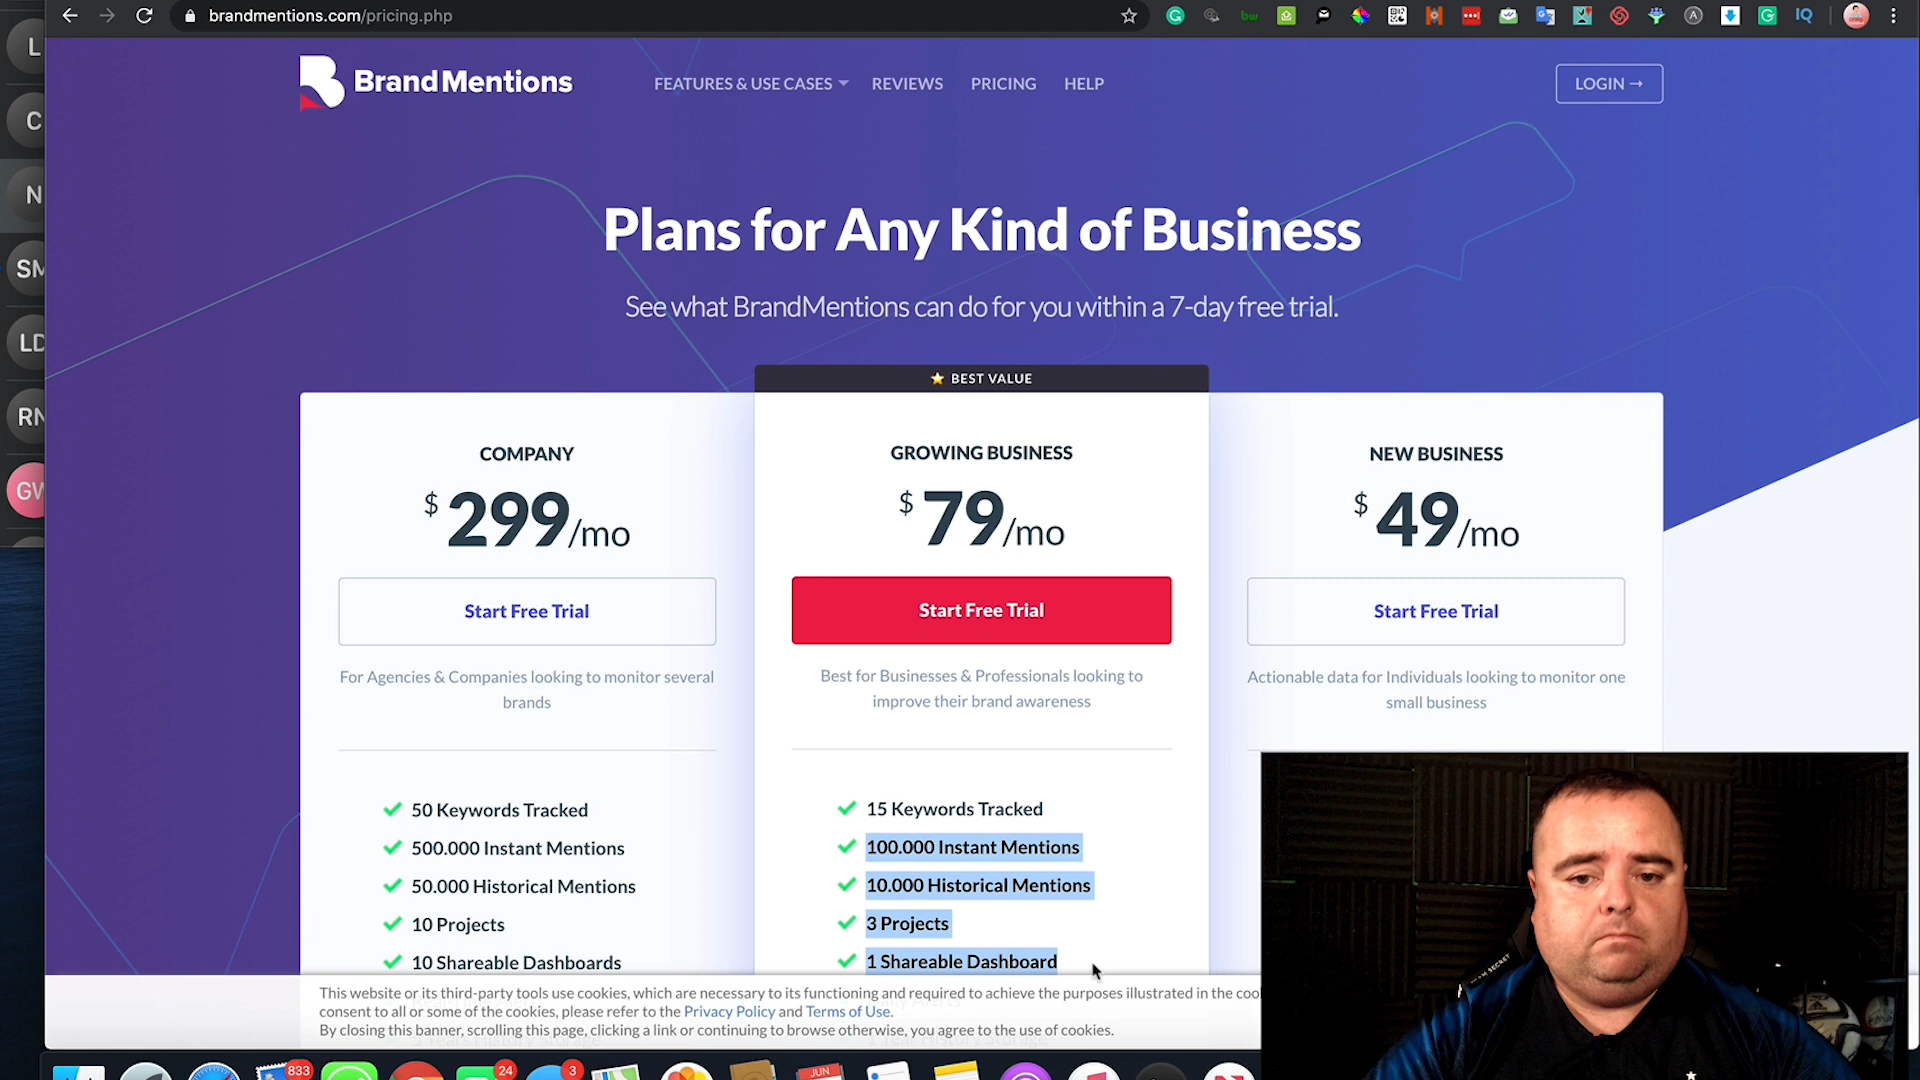 brandmentions.com/pricing.php
BrandMentions
FEATURES & USE CASES
REVIEWS
PRICING
HELP
LOGIN →
L
C
N
SM
LD
RN
GW
Plans for Any Kind of Business
See what BrandMentions can do for you within a 7-day free trial.
BEST VALUE
COMPANY
$299/mo
Start Free Trial
For Agencies & Companies looking to monitor several
brands
50 Keywords Tracked
500.000 Instant Mentions
50.000 Historical Mentions
10 Projects
10 Shareable Dashboards
GROWING BUSINESS
$79/mo
Start Free Trial
Best for Businesses & Professionals looking to
improve their brand awareness
15 Keywords Tracked
100.000 Instant Mentions
10.000 Historical Mentions
3 Projects
1 Shareable Dashboard
NEW BUSINESS
$49/mo
Start Free Trial
Actionable data for Individuals looking to monitor one
small business
This website or its third-party tools use cookies, which are necessary to its functioning and required to achieve the purposes illustrated in the
consent to all or some of the cookies, please refer to the Privacy Policy and Terms of Use.
By closing this banner, scrolling this page, clicking a link or continuing to browse otherwise, you agree to the use of cookies.
833
24
3
JUN